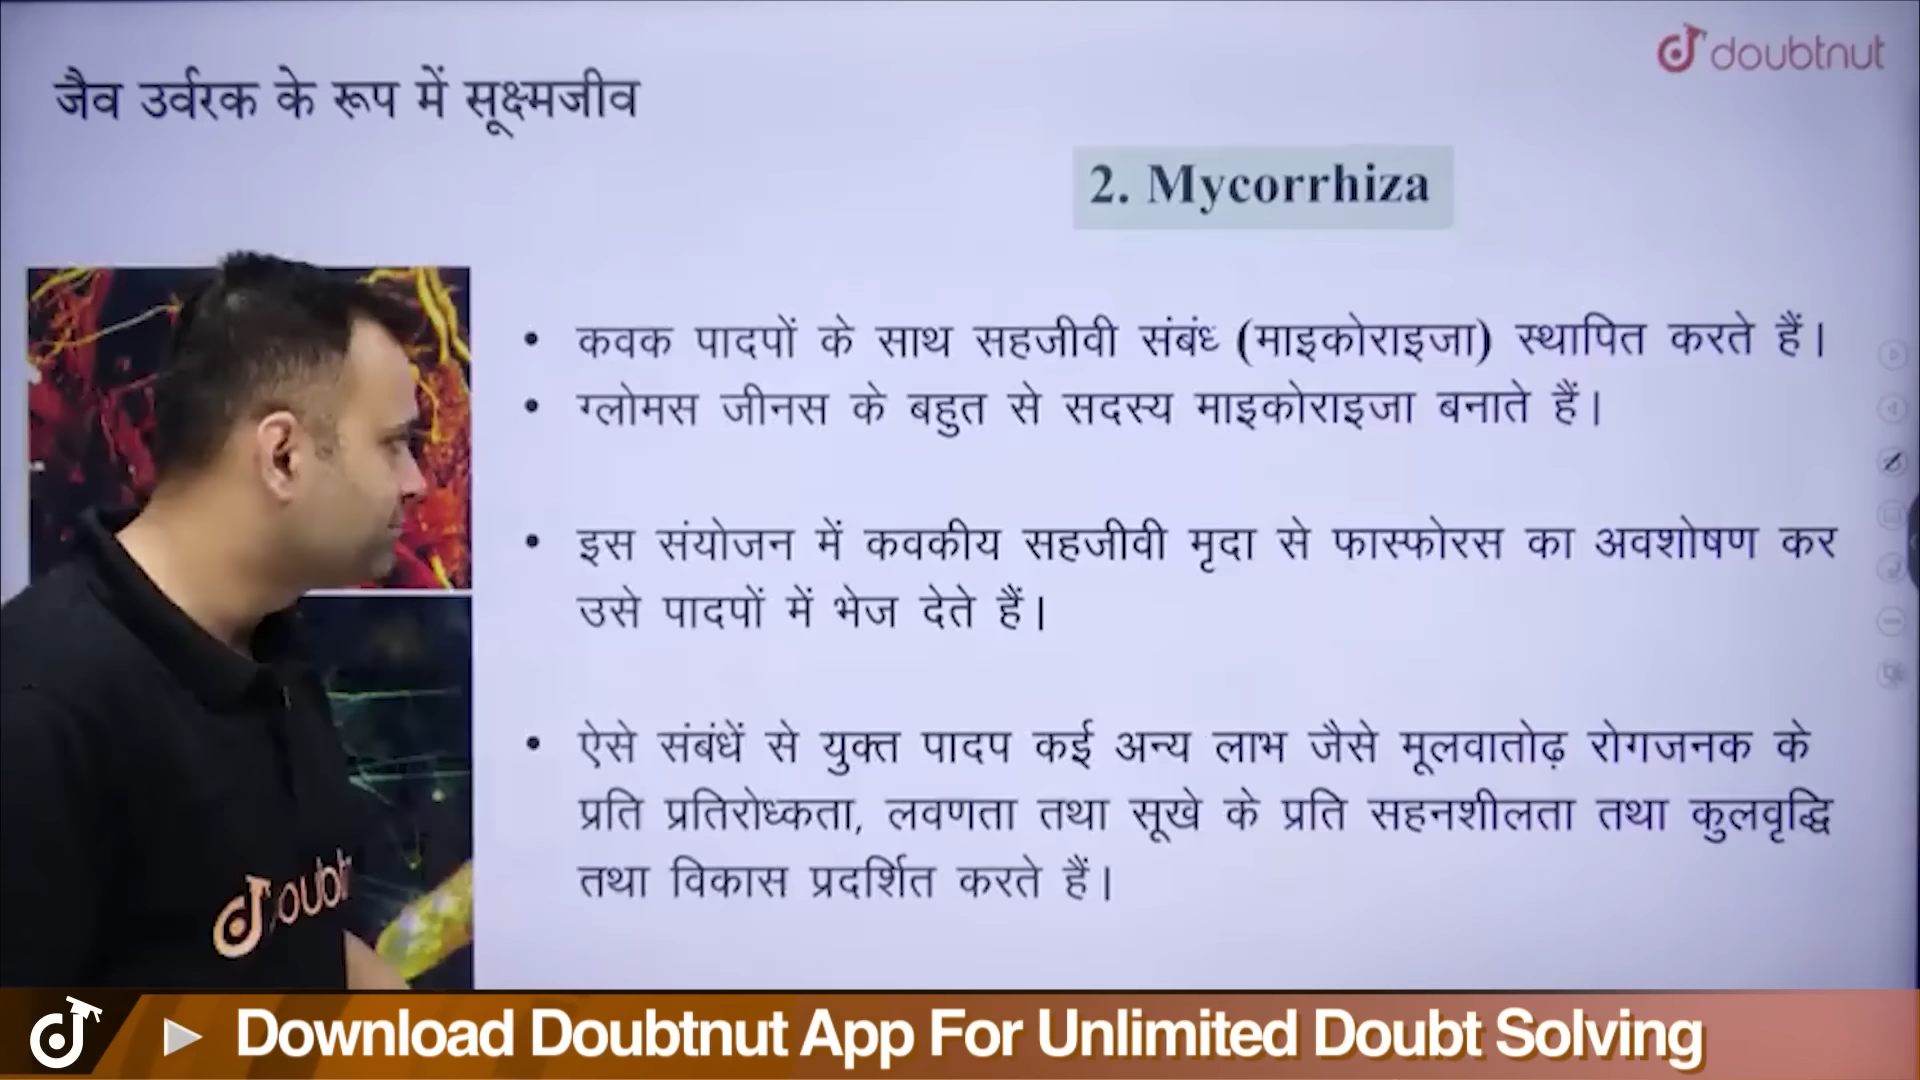 doubtnut
जैव उर्वरक के रूप में सूक्ष्मजीव
2. Mycorrhiza
• कवक पादपों के साथ सहजीवी संबंध (माइकोराइजा) स्थापित करते हैं।
• ग्लोमस जीनस के बहुत से सदस्य माइकोराइजा बनाते हैं।
• इस संयोजन में कवकीय सहजीवी मृदा से फास्फोरस का अवशोषण कर
उसे पादपों में भेज देते हैं।
• ऐसे संबंधें से युक्त पादप कई अन्य लाभ जैसे मूलवातोढ़ रोगजनक के
प्रति प्रतिरोध्कता, लवणता तथा सूखे के प्रति सहनशीलता तथा कुलवृद्धि
तथा विकास प्रदर्शित करते हैं।
Download Doubtnut App For Unlimited Doubt Solving